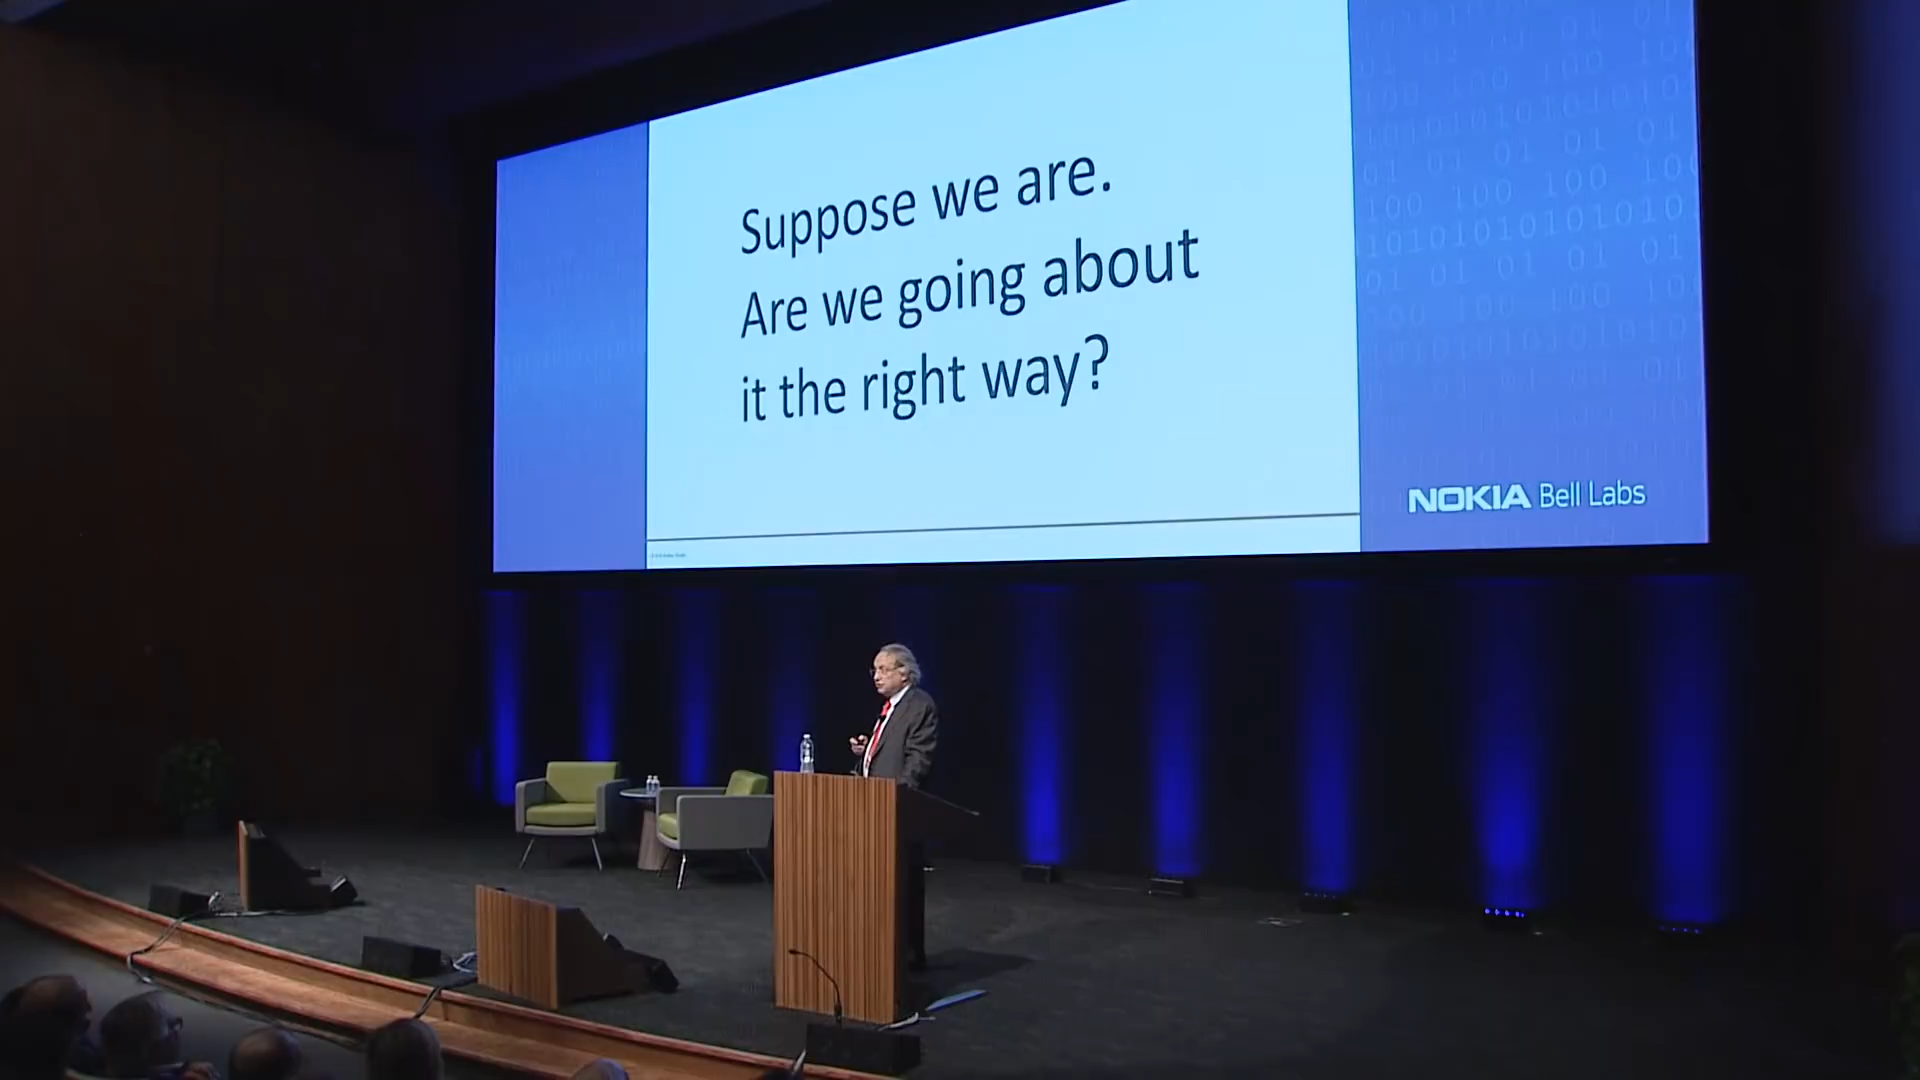 Suppose we are.
Are we going about
it the right way?
NOKIA Bell Labs